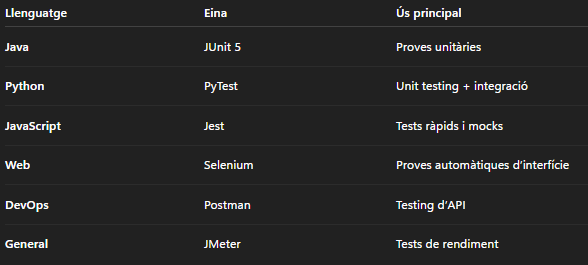 Llenguatge Eina Ús principal
Java JUnit 5 Proves unitàries
Python PyTest Unit testing + integració
JavaScript Jest Tests ràpids i mocks
Web Selenium Proves automàtiques d'interfície
DevOps Postman Testing d'API
General JMeter Tests de rendiment